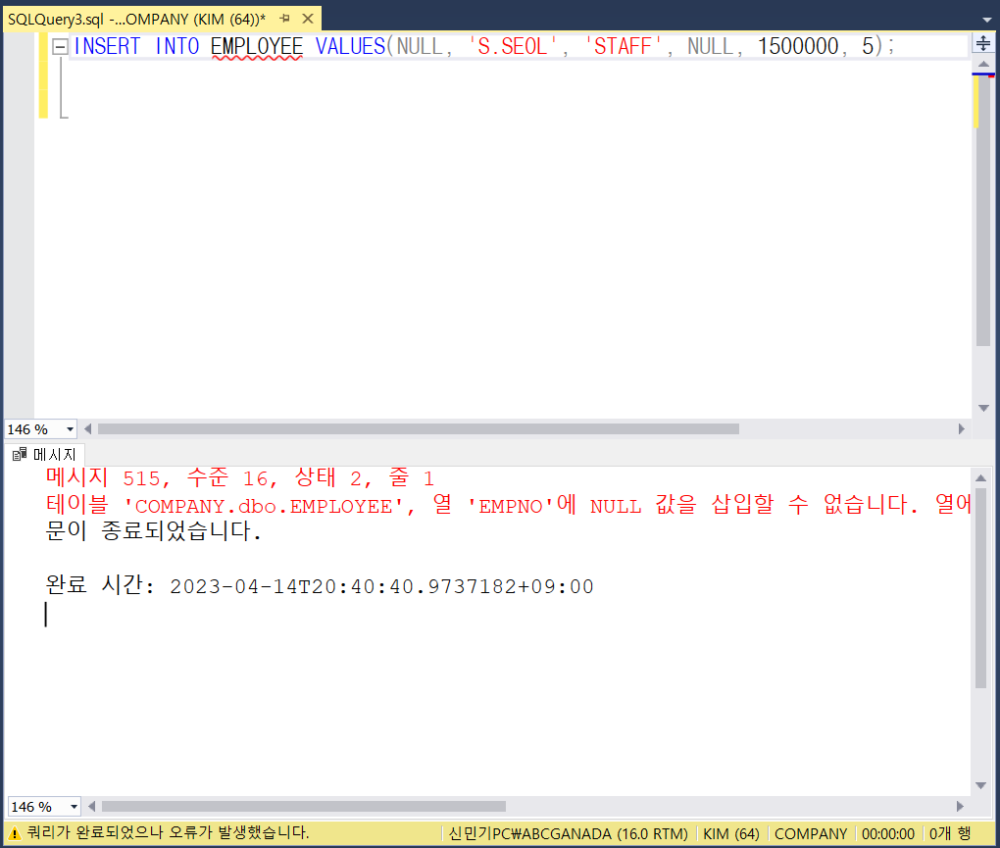 SQLQuery3.sql -...OMPANY (KIM (64))*
INSERT INTO EMPLOYEE VALUES(NULL, 'S.SEOL', 'STAFF', NULL, 1500000, 5);
146 %
메시지
메시지 515, 수준 16, 상태 2, 줄 1
테이블 'COMPANY.dbo.EMPLOYEE', 열 'EMPNO'에 NULL 값을 삽입할 수 없습니다. 열에
문이 종료되었습니다.
완료 시간: 2023-04-14T20:40:40.9737182+09:00
146 %
쿼리가 완료되었으나 오류가 발생했습니다. 신민기PC₩ABCGANADA (16.0 RTM) KIM (64) COMPANY 00:00:00 0개 행